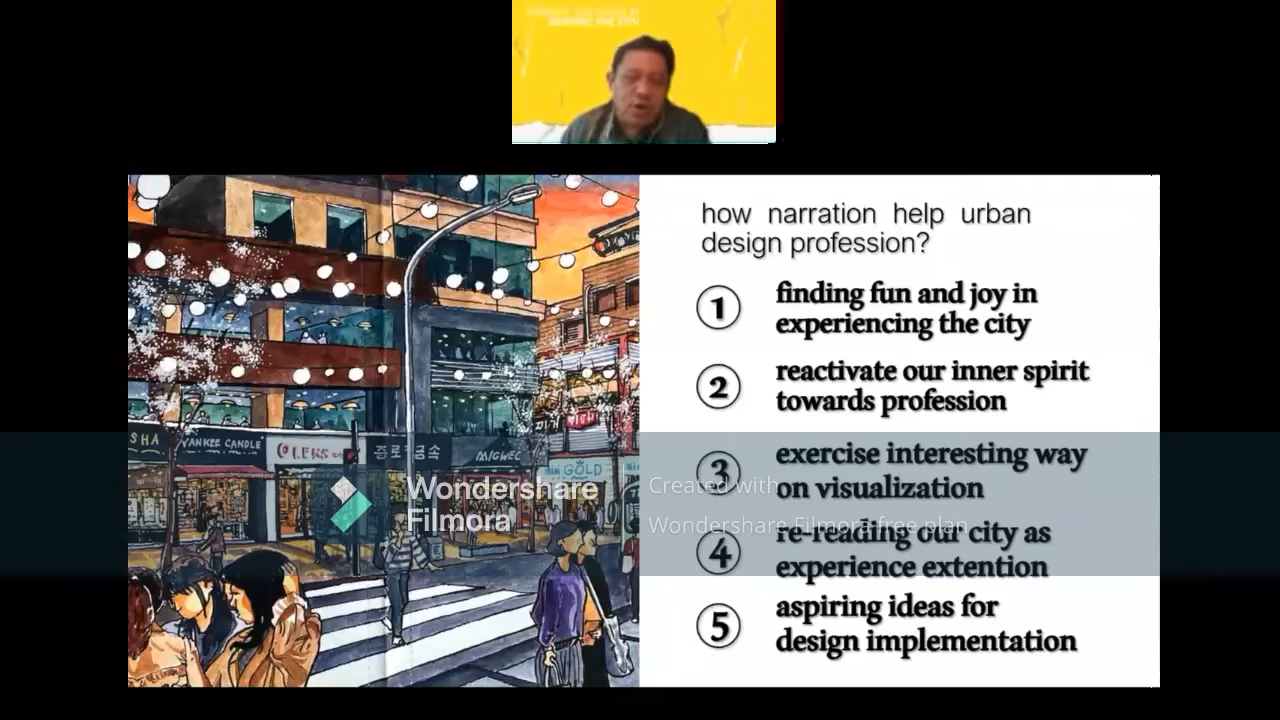 how narration help urban
design profession?
1
finding fun and joy in
experiencing the city
2
reactivate our inner spirit
towards profession
3
exercise interesting way
on visualization
4
re-reading our city as
experience extention
5
aspiring ideas for
design implementation
SHA
YANKEE CANDLE
GOLD
Wondershare
Filmora
Created with
Wondershare Filmora free plan